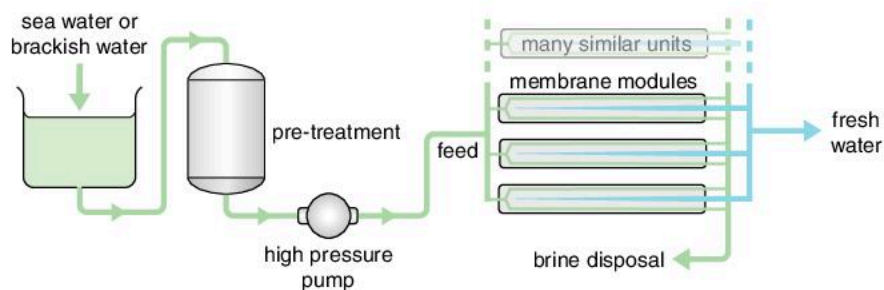 sea water or
brackish water
pre-treatment
high pressure
pump
feed
many similar units
membrane modules
fresh
water
brine disposal